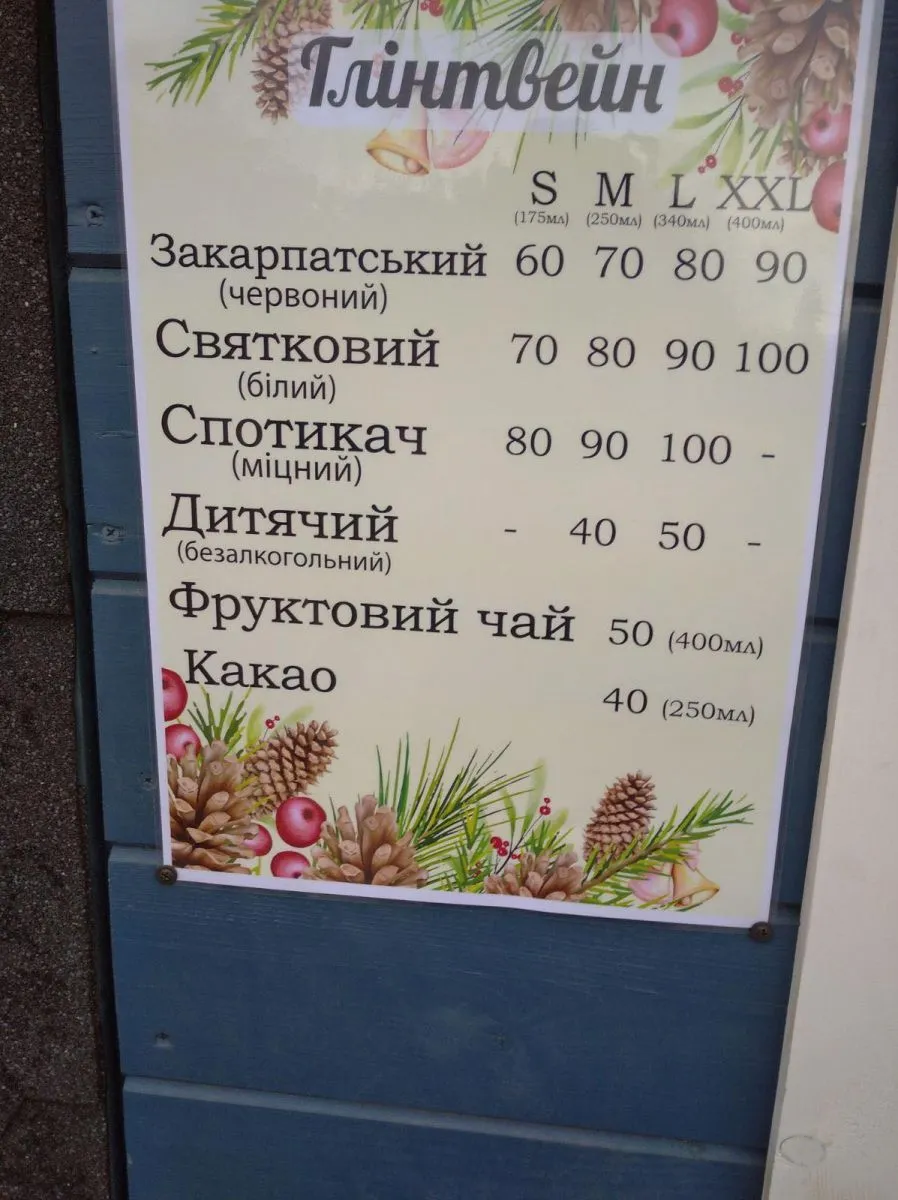 Глінтвейн
S M L XXL
(175мл) (250мл) (340мл) (400мл)
Закарпатський 60 70 80 90
(червоний)
Святковий 70 80 90 100
(білий)
Спотикач 80 90 100 -
(міцний)
Дитячий - 40 50 -
(безалкогольний)
Фруктовий чай 50 (400мл)
Какао 40 (250мл)